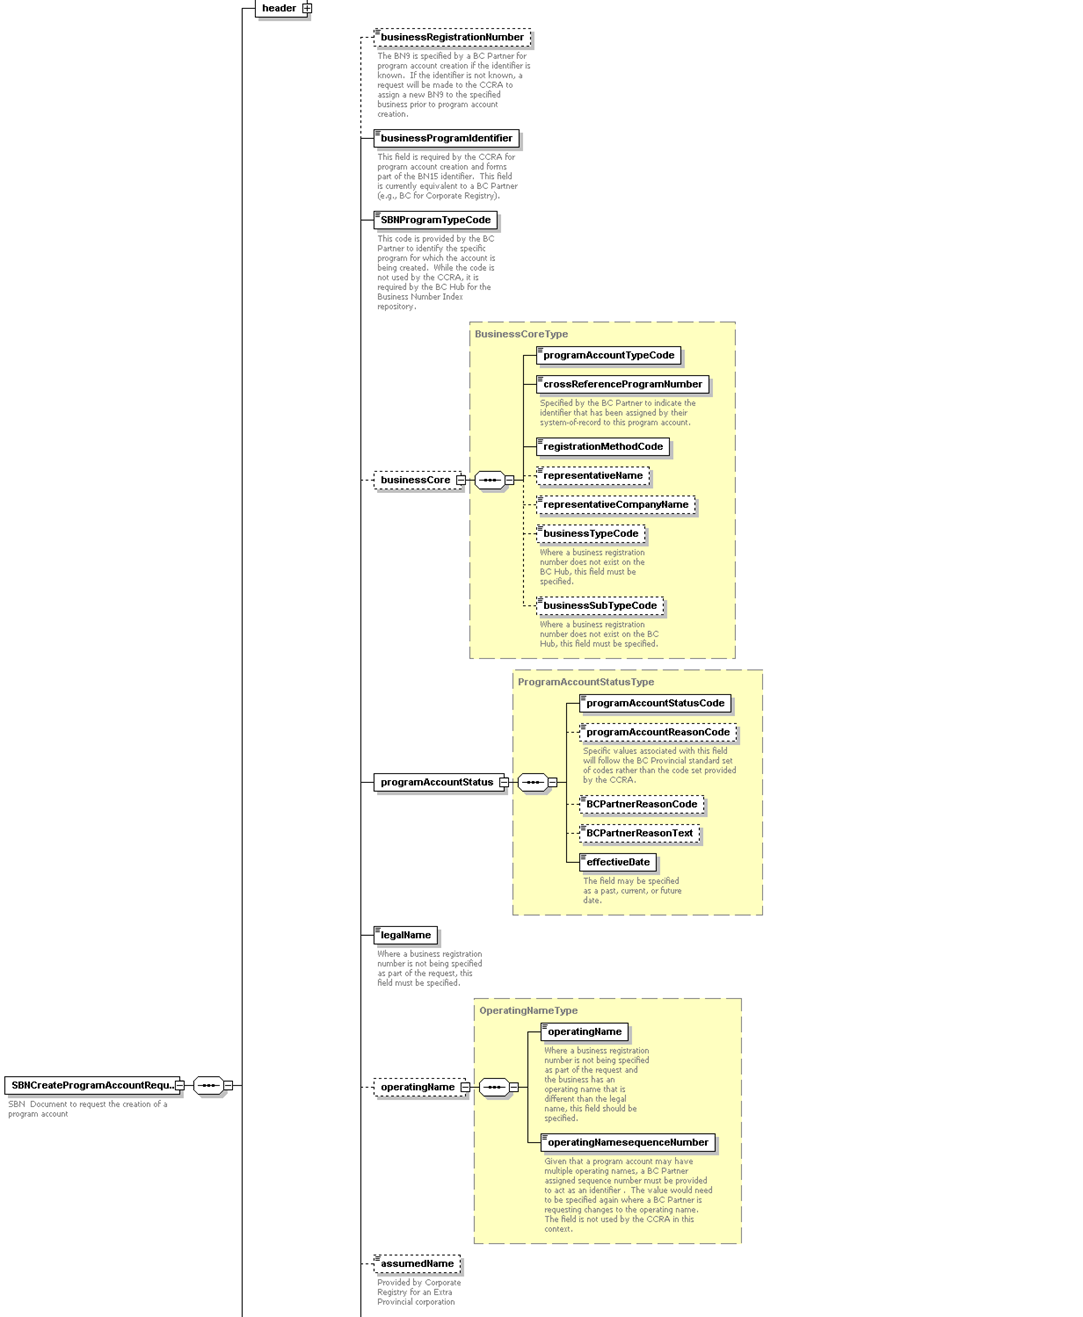 header
businessRegistrationNumber
The BN9 is specified by a BC Partner for
program account creation if the identifier is
known.  If the identifier is not known, a
request will be made to the CCRA to
assign a new BN9 to the specified
business prior to program account
creation.
businessProgramIdentifier
This field is required by the CCRA for
program account creation and forms
part of the BN15 identifier.  This field
is currently equivalent to a BC Partner
(e.g., BC for Corporate Registry).
SBNProgramTypeCode
This code is provided by the BC
Partner to identify the specific
program for which the account is
being created.  While the code is
not used by the CCRA, it is
required by the BC Hub for the
Business Number Index
repository.
BusinessCoreType
programAccountTypeCode
crossReferenceProgramNumber
Specified by the BC Partner to indicate the
identifier that has been assigned by their
system-of-record to this program account.
registrationMethodCode
businessCore
representativeName
representativeCompanyName
businessTypeCode
Where a business registration
number does not exist on the
BC Hub, this field must be
specified.
businessSubTypeCode
Where a business registration
number does not exist on the BC
Hub, this field must be specified.
ProgramAccountStatusType
programAccountStatusCode
programAccountReasonCode
Specific values associated with this field
will follow the BC Provincial standard set
of codes rather than the code set provided
by the CCRA.
programAccountStatus
BCPartnerReasonCode
BCPartnerReasonText
effectiveDate
The field may be specified
as a past, current, or future
date.
legalName
Where a business registration
number is not being specified
as part of the request, this
field must be specified.
OperatingNameType
operatingName
Where a business registration
number is not being specified
as part of the request and
the business has an
operating name that is
different than the legal
name, this field should be
specified.
SBNCreateProgramAccountRequ..
SBN  Document to request the creation of a
program account
operatingName
operatingNamesequenceNumber
Given that a program account may have
multiple operating names, a BC Partner
assigned sequence number must be provided
to act as an identifier .  The value would need
to be specified again where a BC Partner is
requesting changes to the operating name.
The field is not used by the CCRA in this
context.
assumedName
Provided by Corporate
Registry for an Extra
Provincial corporation